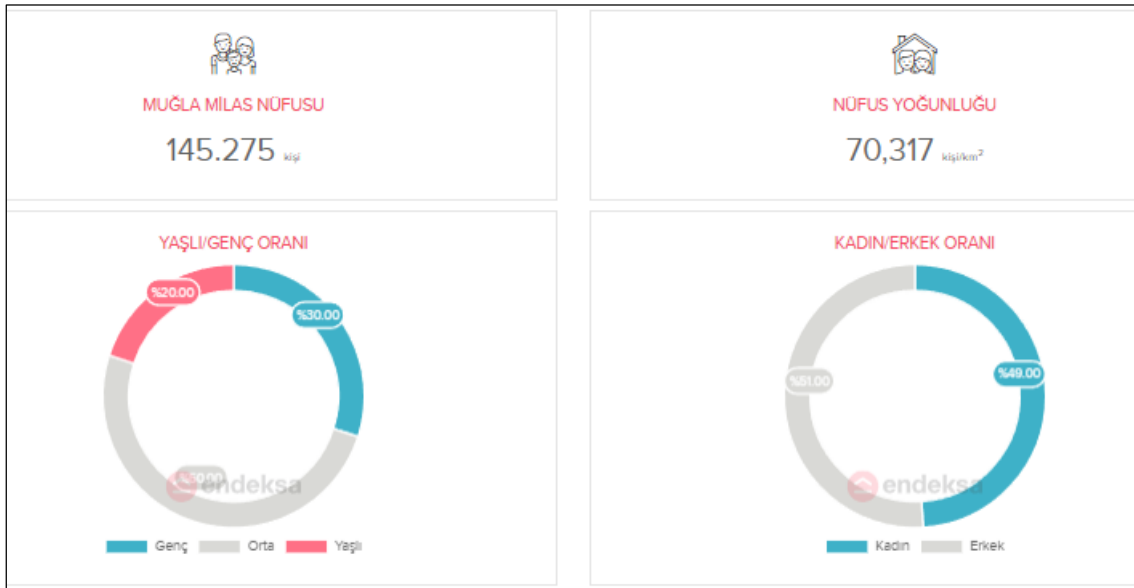 MUĞLA MİLAS NÜFUSU
145.275 kişi
NÜFUS YOĞUNLUĞU
70,317 kişi/km²
YAŞLI/GENÇ ORANI
%20.00
%30.00
endeksa
Genç Orta Yaşlı
KADIN/ERKEK ORANI
%51.00
%49.00
endeksa
Kadın Erkek